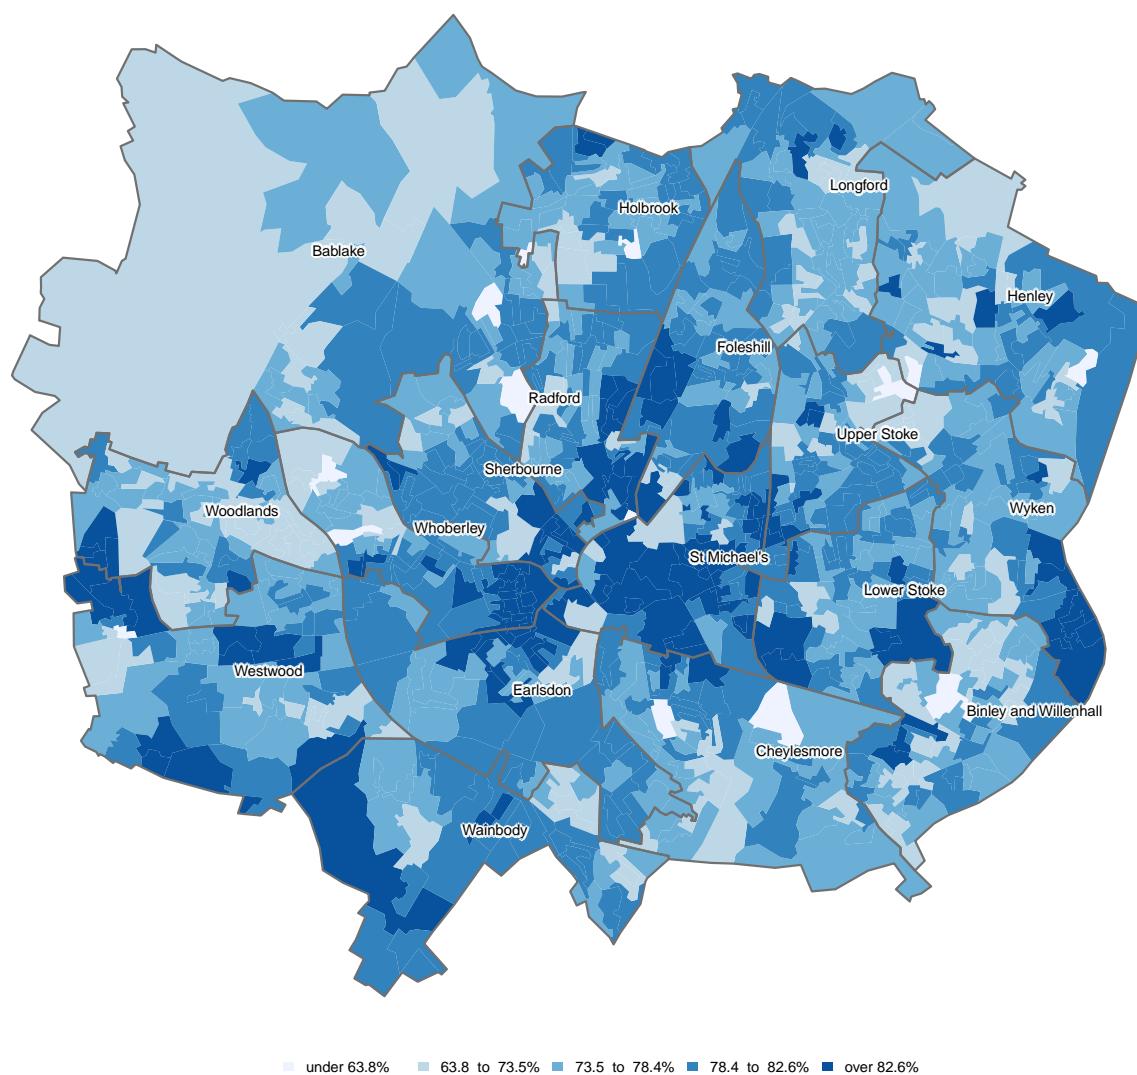 Longford
Holbrook
Bablake
Henley
Foleshill
Radford
Upper Stoke
Sherbourne
Woodlands
Wyken
Whoberley
St Michael's
Lower Stoke
Westwood
Earlsdon
Binley and Willenhall
Cheylesmore
Wainbody
under 63.8% 63.8 to 73.5% 73.5 to 78.4% 78.4 to 82.6% over 82.6%